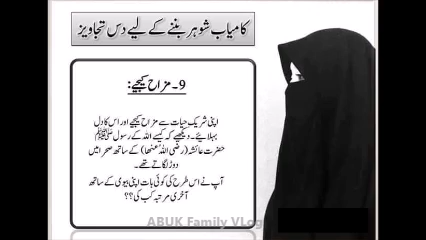 کامیاب شوہر بننے کے لیے دس تجاویز
9۔ مزاح کیجیے:
اپنی شریک حیات سے مزاح کیجیے اور اس کا دل
بہلائیے۔ دیکھیے کہ کیسے اللہ کے رسول ﷺ
حضرت عائشہ (رضی اللہ عنھا) کے ساتھ صحرا میں
دوڑ لگاتے تھے۔
آپ نے اس طرح کی کوئی بات اپنی بیوی کے ساتھ
آخری مرتبہ کب کی؟؟
ABUK Family VLog